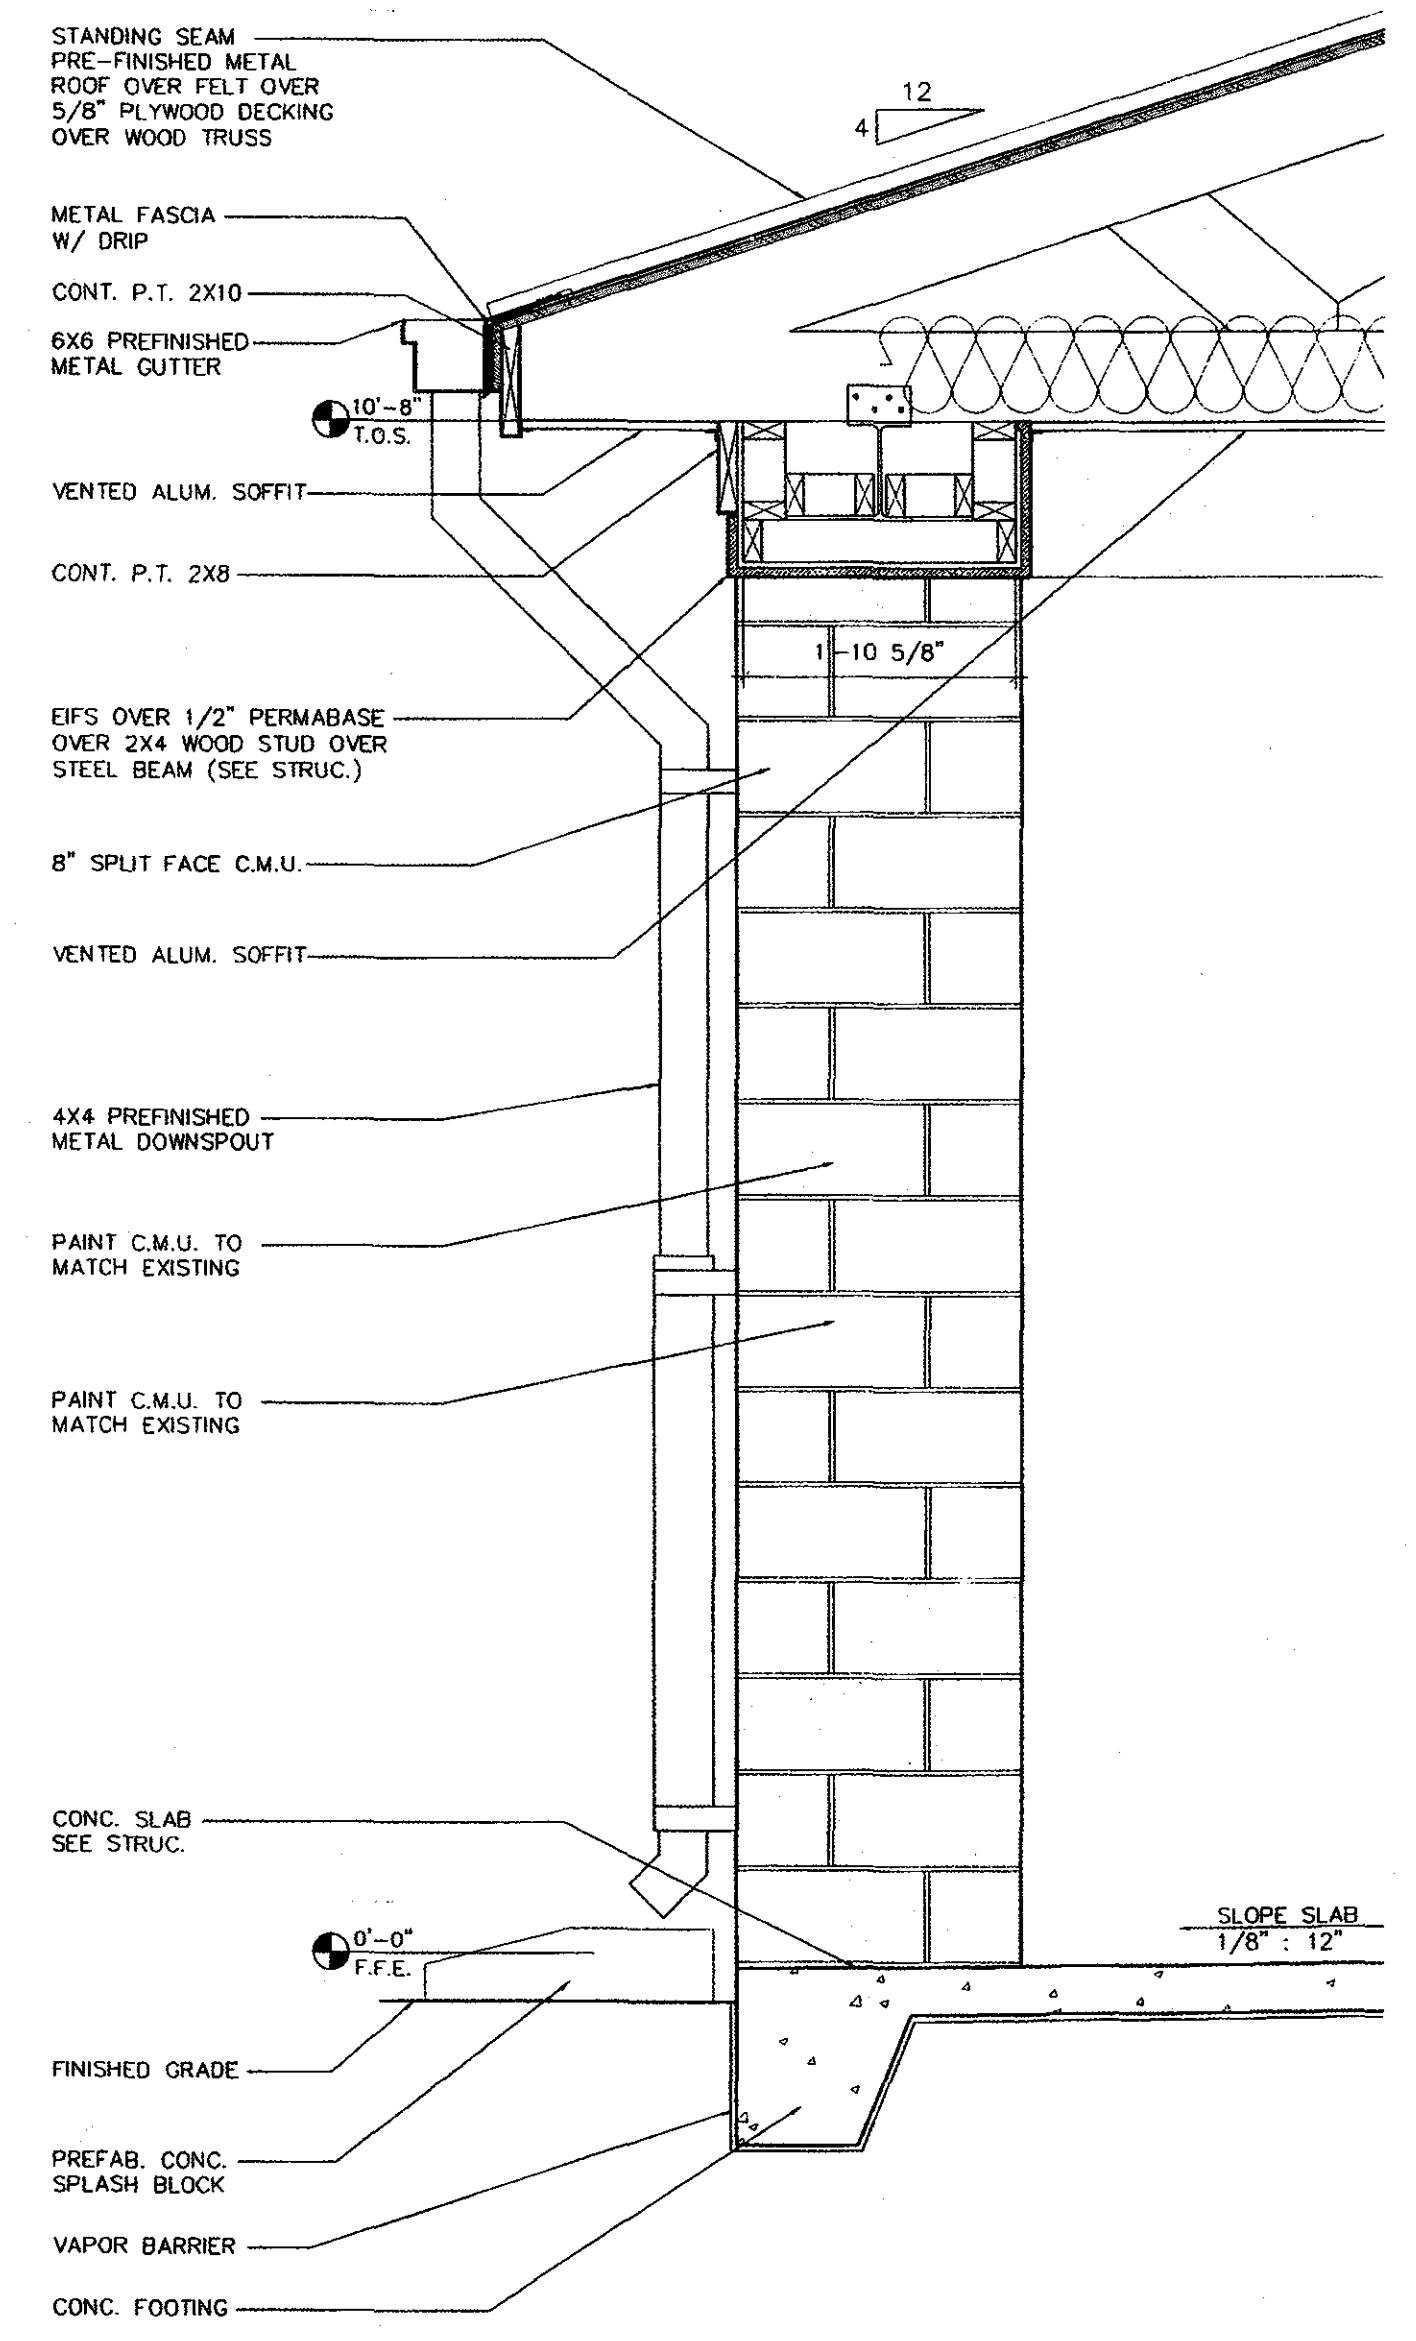 STANDING SEAM
PRE-FINISHED METAL
ROOF OVER FELT OVER
5/8" PLYWOOD DECKING
OVER WOOD TRUSS
12
4
METAL FASCIA
W/ DRIP
CONT. P.T. 2X10
6X6 PREFINISHED
METAL GUTTER
10'-8"
T.O.S.
VENTED ALUM. SOFFIT
CONT. P.T. 2X8
1'-10 5/8"
EIFS OVER 1/2" PERMABASE
OVER 2X4 WOOD STUD OVER
STEEL BEAM (SEE STRUC.)
8" SPLIT FACE C.M.U.
VENTED ALUM. SOFFIT
4X4 PREFINISHED
METAL DOWNSPOUT
PAINT C.M.U. TO
MATCH EXISTING
PAINT C.M.U. TO
MATCH EXISTING
CONC. SLAB
SEE STRUC.
SLOPE SLAB
1/8" : 12"
0'-0"
F.F.E.
FINISHED GRADE
PREFAB. CONC.
SPLASH BLOCK
VAPOR BARRIER
CONC. FOOTING